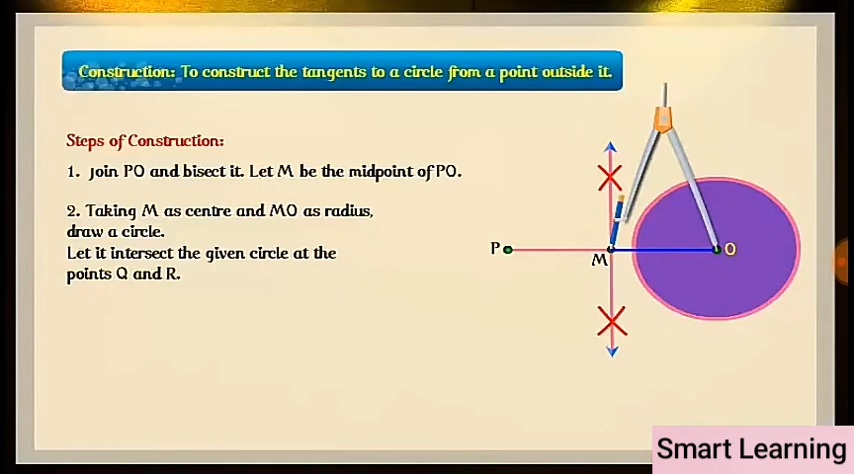 Construction: To construct the tangents to a circle from a point outside it.
Steps of Construction:
1. Join PO and bisect it. Let M be the midpoint of PO.
2. Taking M as centre and MO as radius,
draw a circle.
Let it intersect the given circle at the
points Q and R.
P
M
O
Smart Learning